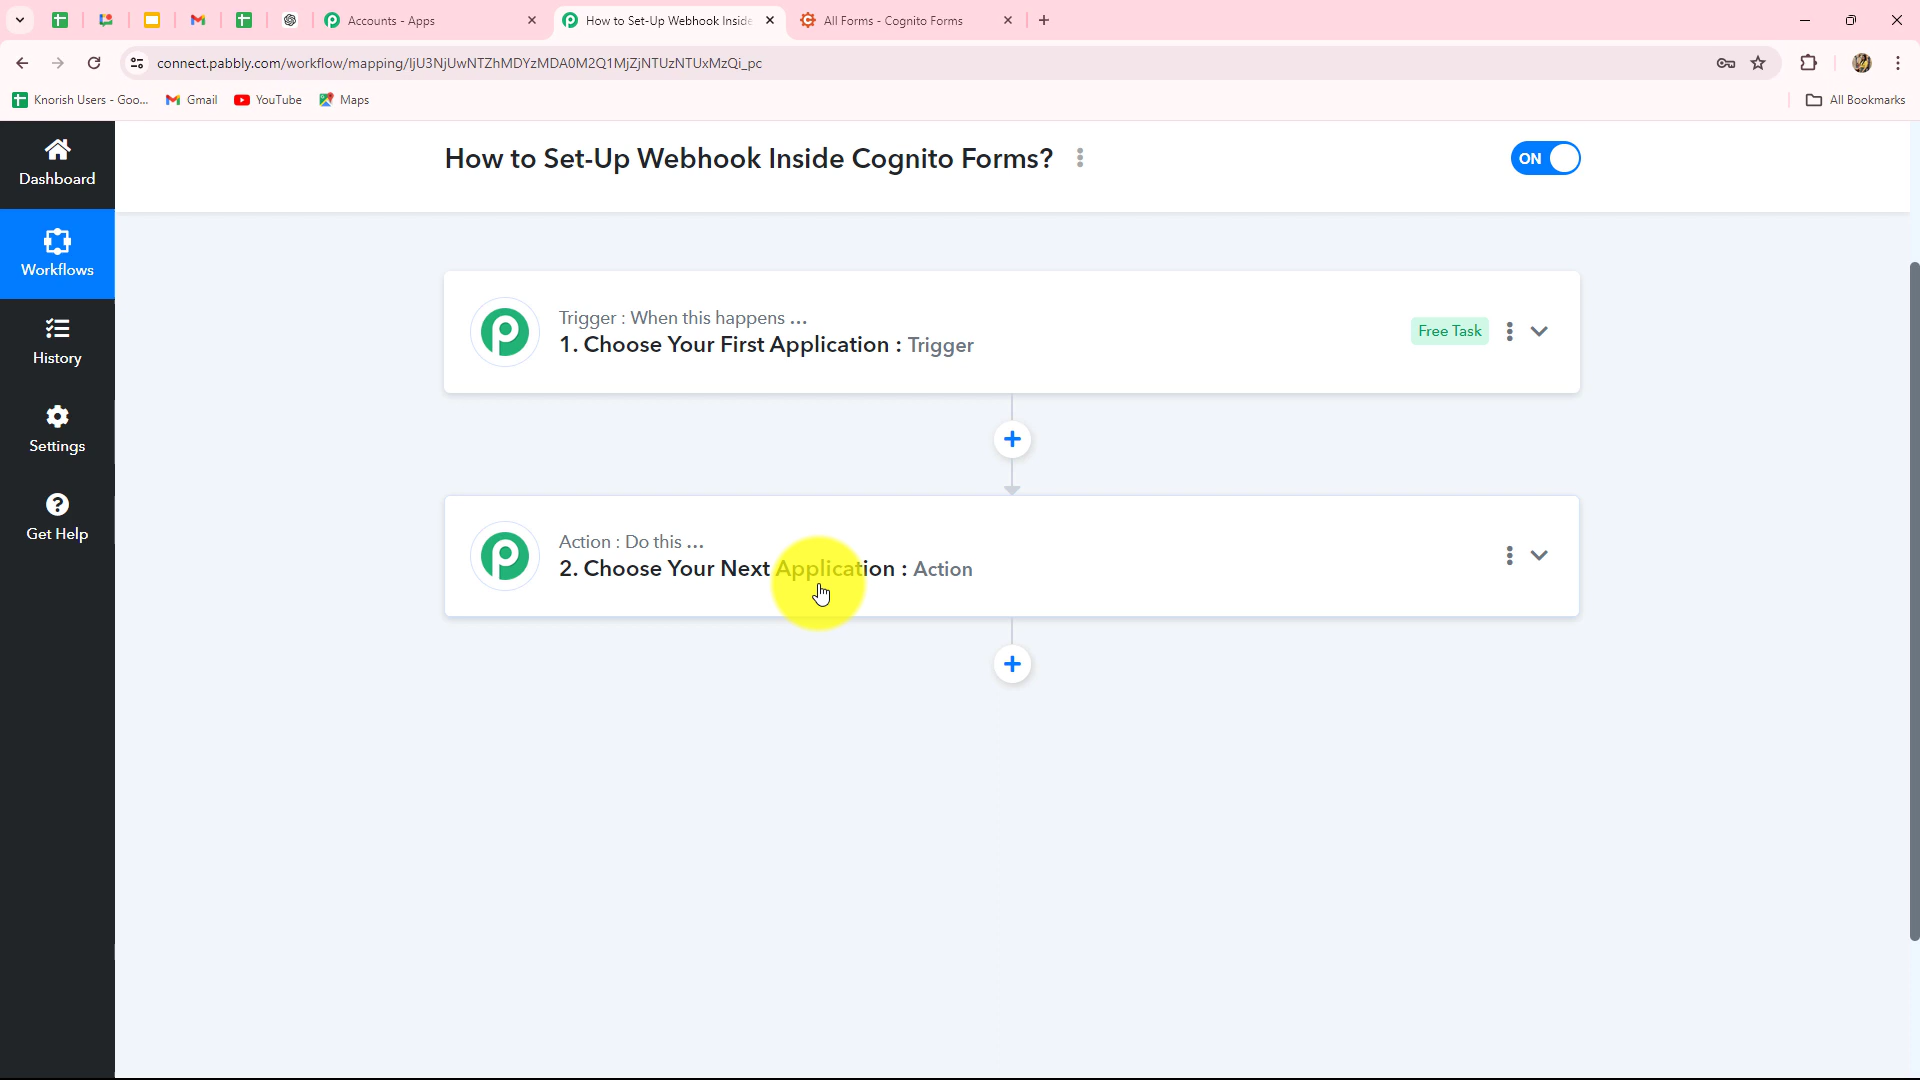 Accounts - Apps
How to Set-Up Webhook Inside
All Forms - Cognito Forms
connect.pabbly.com/workflow/mapping/IjU3NjUwNTZhMDYzMDA0M2Q1MjZjNTUzNTUxMzQi_pc
Knorish Users - Goo...
Gmail
YouTube
Maps
All Bookmarks
Dashboard
Workflows
History
Settings
Get Help
How to Set-Up Webhook Inside Cognito Forms?
ON
Trigger : When this happens ...
1. Choose Your First Application : Trigger
Free Task
Action : Do this ...
2. Choose Your Next Application : Action